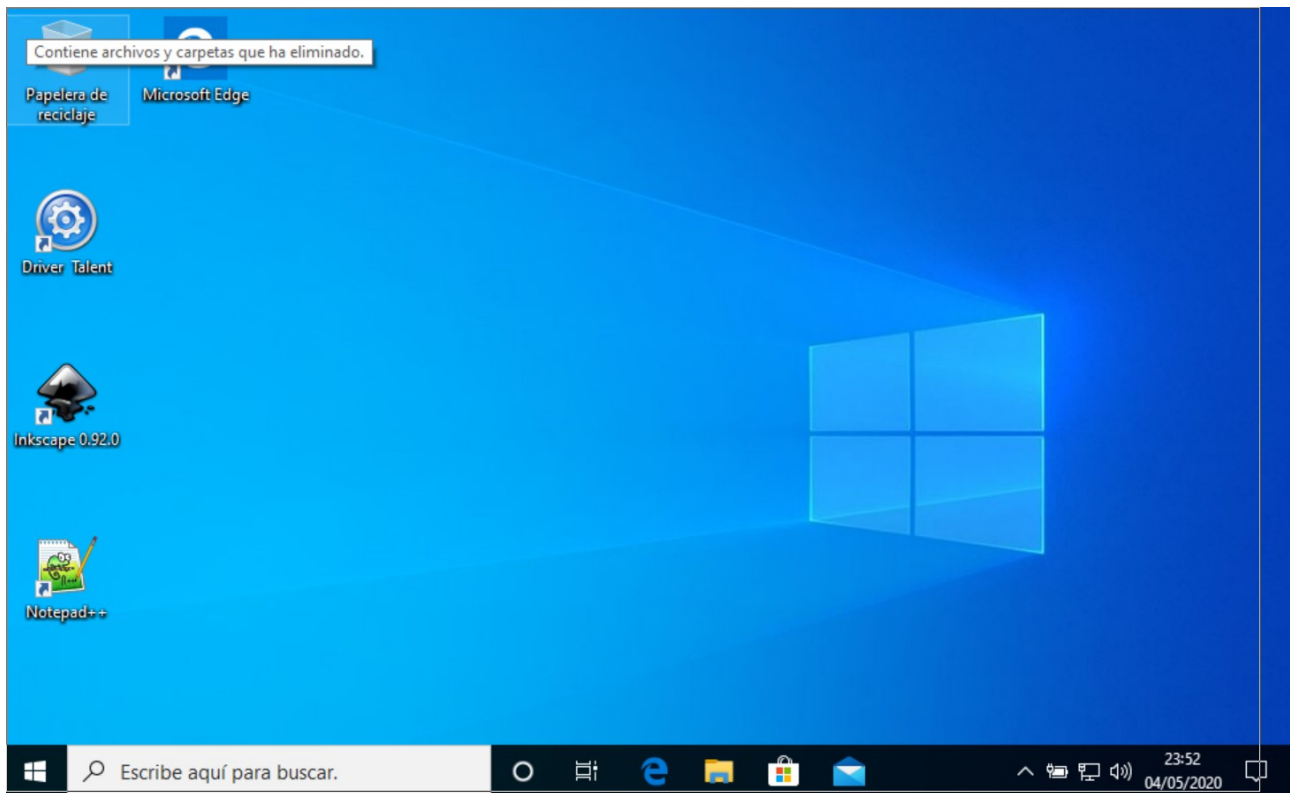 Contiene archivos y carpetas que ha eliminado.
Papelera de
reciclaje
Microsoft Edge
Driver Talent
Inkscape 0.92.0
Notepad++
Escribe aquí para buscar.
23:52
04/05/2020